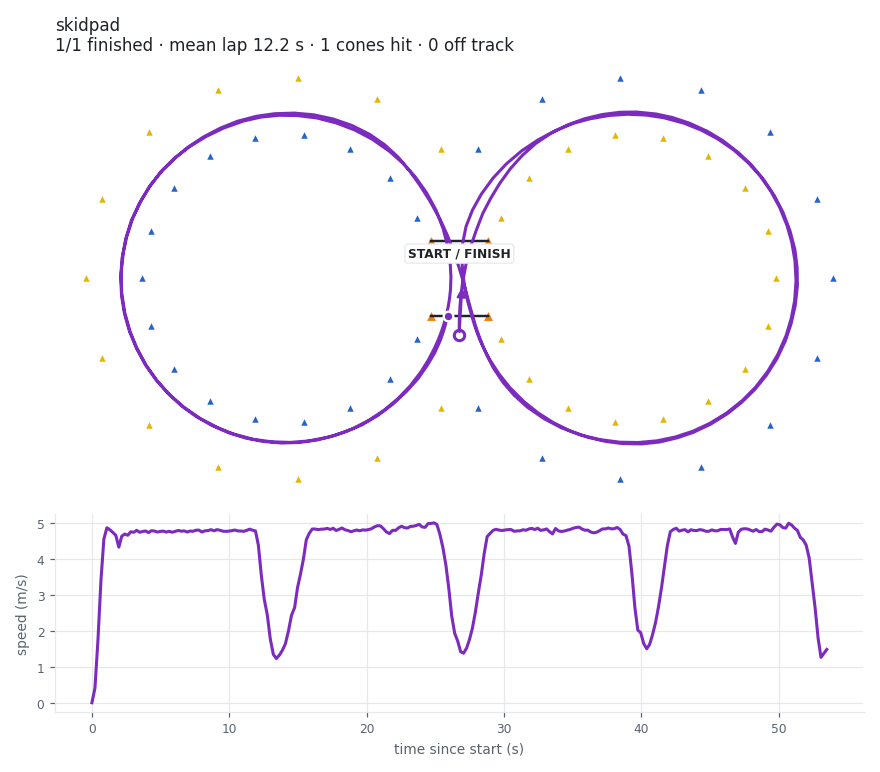 skidpad
1/1 finished · mean lap 12.2 s · 1 cones hit · 0 off track
START / FINISH
5
4
3
2
1
0
speed (m/s)
0 10 20 30 40 50
time since start (s)